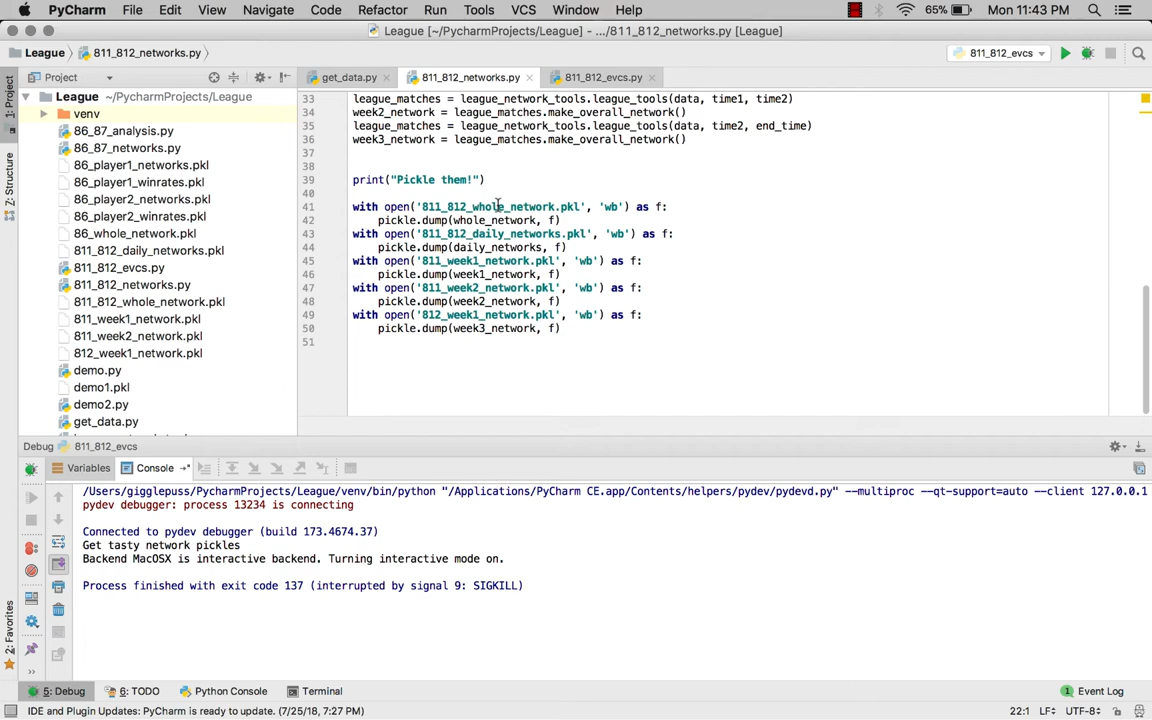 PyCharm File Edit View Navigate Code Refactor Run Tools VCS Window Help 65% Mon 11:43 PM
League [~/PycharmProjects/League] - .../811_812_networks.py [League]
League 811_812_networks.py 811_812_evcs
Project get_data.py 811_812_networks.py 811_812_evcs.py
1: Project
Z: Structure
2: Favorites
League ~/PycharmProjects/League
venv
86_87_analysis.py
86_87_networks.py
86_player1_networks.pkl
86_player1_winrates.pkl
86_player2_networks.pkl
86_player2_winrates.pkl
86_whole_network.pkl
811_812_daily_networks.pkl
811_812_evcs.py
811_812_networks.py
811_812_whole_network.pkl
811_week1_network.pkl
811_week2_network.pkl
812_week1_network.pkl
demo.py
demo1.pkl
demo2.py
get_data.py
33 league_matches = league_network_tools.league_tools(data, time1, time2)
34 week2_network = league_matches.make_overall_network()
35 league_matches = league_network_tools.league_tools(data, time2, end_time)
36 week3_network = league_matches.make_overall_network()
37
38
39 print("Pickle them!")
40
41 with open('811_812_whole_network.pkl', 'wb') as f:
42 pickle.dump(whole_network, f)
43 with open('811_812_daily_networks.pkl', 'wb') as f:
44 pickle.dump(daily_networks, f)
45 with open('811_week1_network.pkl', 'wb') as f:
46 pickle.dump(week1_network, f)
47 with open('811_week2_network.pkl', 'wb') as f:
48 pickle.dump(week2_network, f)
49 with open('812_week1_network.pkl', 'wb') as f:
50 pickle.dump(week3_network, f)
51
Debug 811_812_evcs
Variables Console
/Users/gigglepuss/PycharmProjects/League/venv/bin/python "/Applications/PyCharm CE.app/Contents/helpers/pydev/pydevd.py" --multiproc --qt-support=auto --client 127.0.0.1
pydev debugger: process 13234 is connecting
Connected to pydev debugger (build 173.4674.37)
Get tasty network pickles
Backend MacOSX is interactive backend. Turning interactive mode on.
Process finished with exit code 137 (interrupted by signal 9: SIGKILL)
5: Debug 6: TODO Python Console Terminal 1 Event Log
IDE and Plugin Updates: PyCharm is ready to update. (7/25/18, 7:27 PM) 22:1 LF÷ UTF-8÷